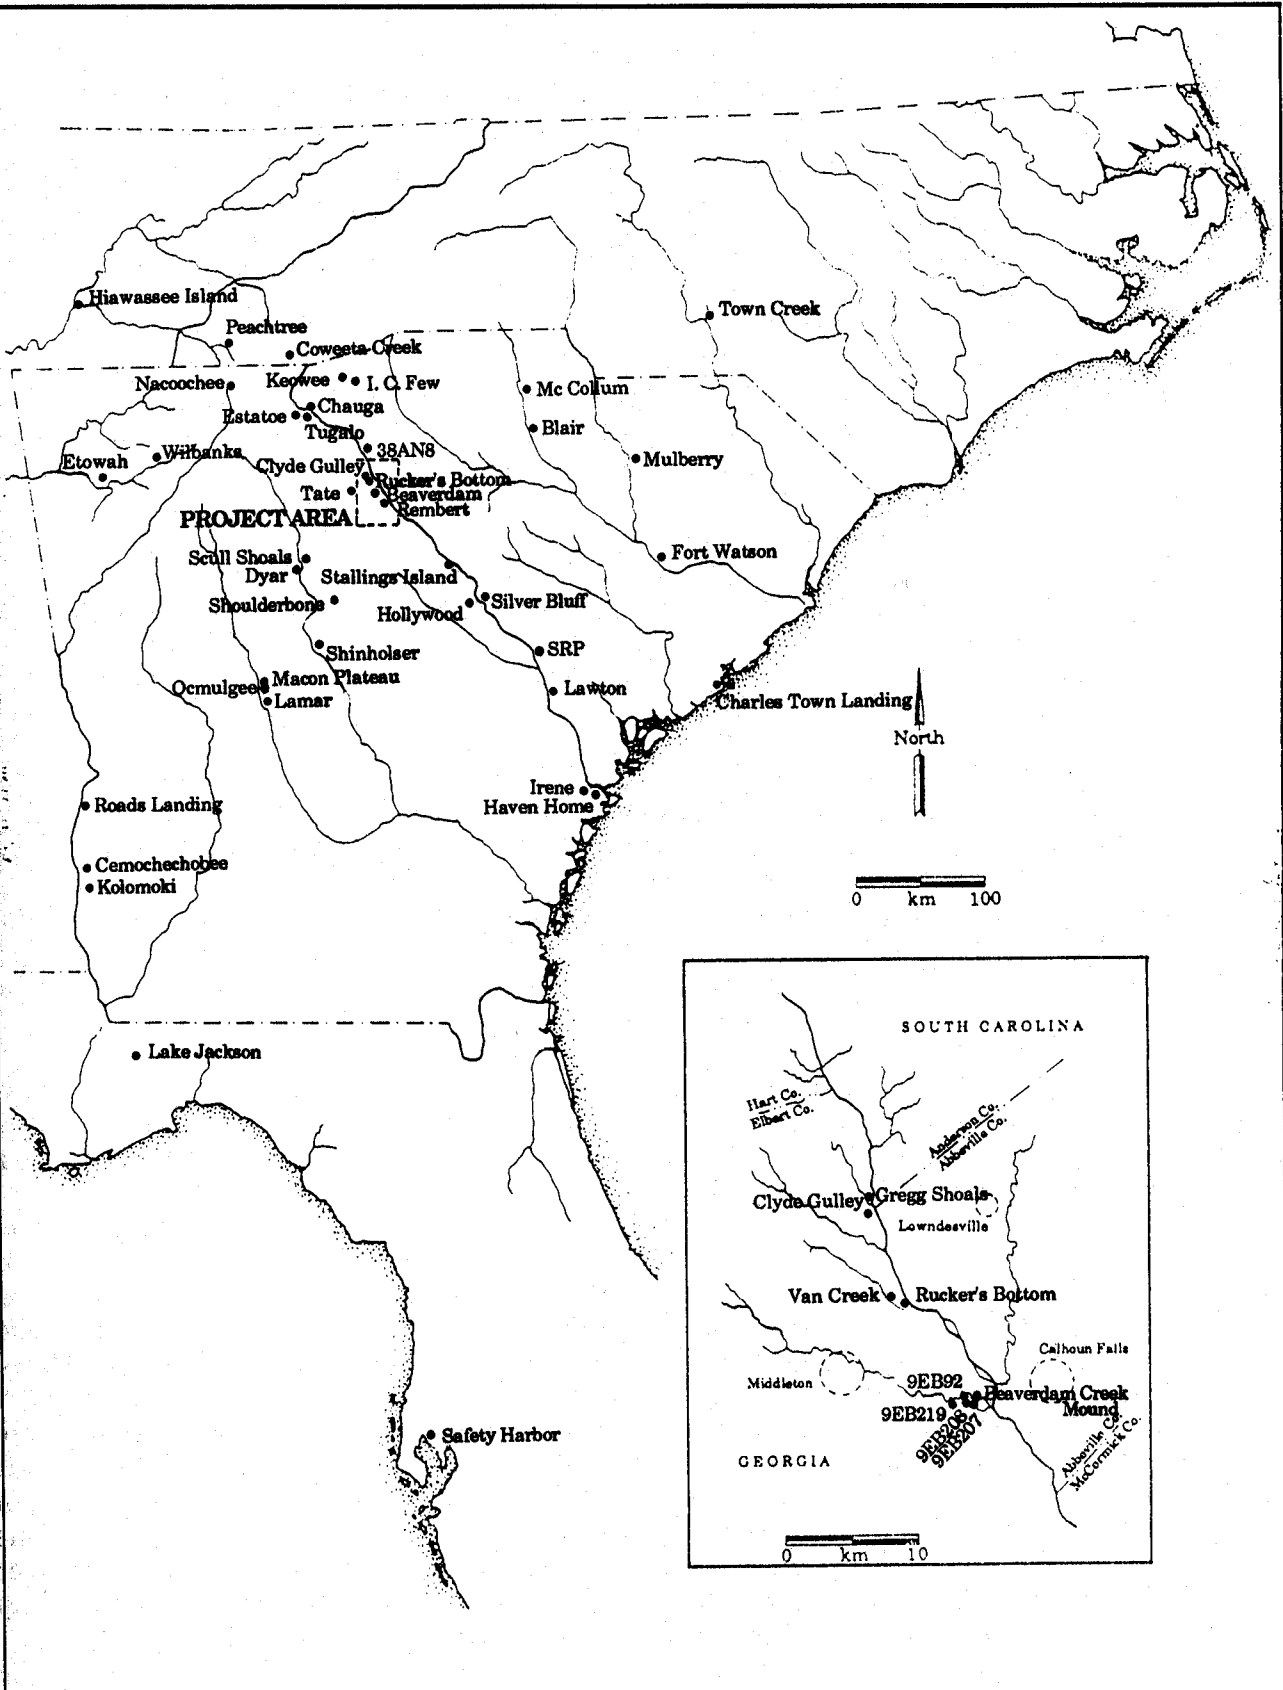 Hiawassee Island
Peachtree
Coweeta Creek
Town Creek
Nacoochee
Keowee
I. C. Few
Mc Collum
Estatoe
Chauga
Tugalo
Blair
Wilbanks
38AN8
Etowah
Clyde Gulley
Mulberry
Rucker's Bottom
Tate
Beaverdam
Rembert
PROJECT AREA
Scull Shoals
Fort Watson
Dyar
Stallings Island
Shoulderbone
Silver Bluff
Hollywood
Shinholser
SRP
Macon Plateau
Ocmulgee
Lawton
Lamar
Charles Town Landing
North
Irene
Roads Landing
Haven Home
Cemochechobee
Kolomoki
0 km 100
Lake Jackson
Safety Harbor
SOUTH CAROLINA
Hart Co.
Elbert Co.
Anderson Co.
Abbeville Co.
Clyde Gulley
Gregg Shoals
Lowndesville
Van Creek
Rucker's Bottom
Calhoun Falls
Middleton
9EB92
Beaverdam Creek
Mound
9EB219
9EB208
9EB207
Abbeville Co.
McCormick Co.
GEORGIA
0 km 10